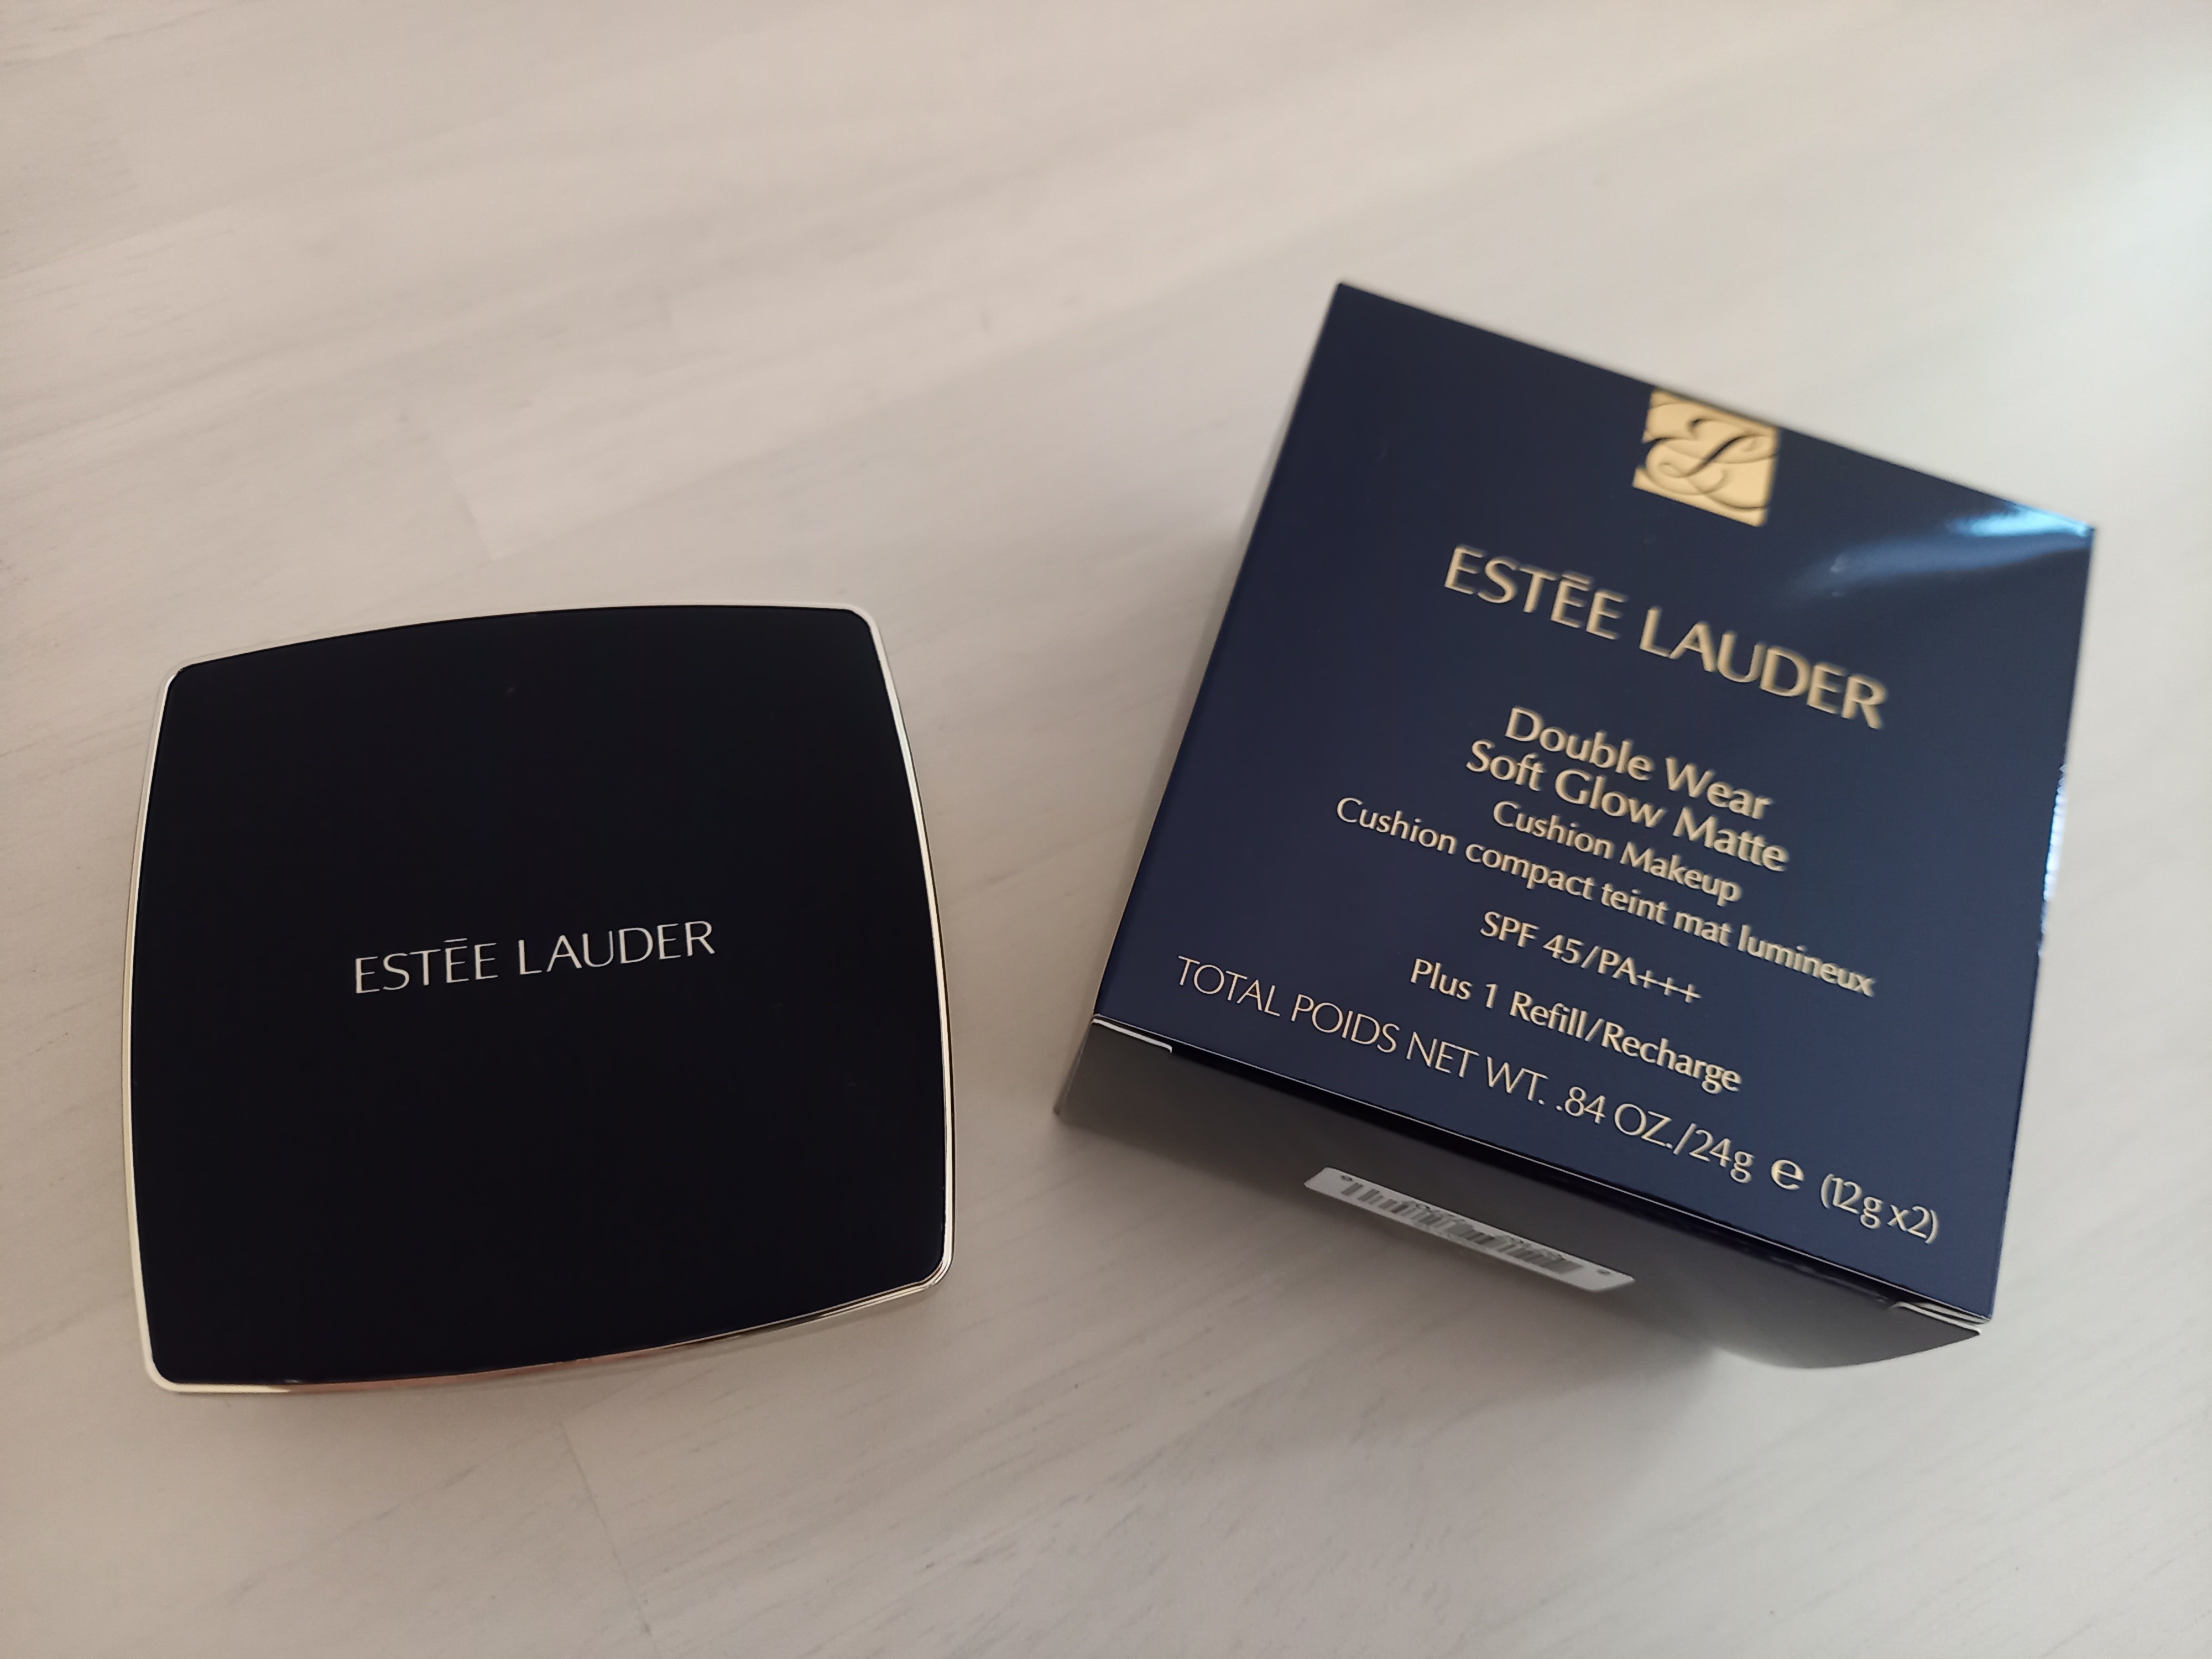 ESTĒE LAUDER
ESTĒE LAUDER
Double Wear
Soft Glow Matte
Cushion Makeup
Cushion compact teint mat lumineux
SPF 45/PA+++
Plus 1 Refill/Recharge
TOTAL POIDS NET WT. .84 OZ./24g ℮ (12g x2)